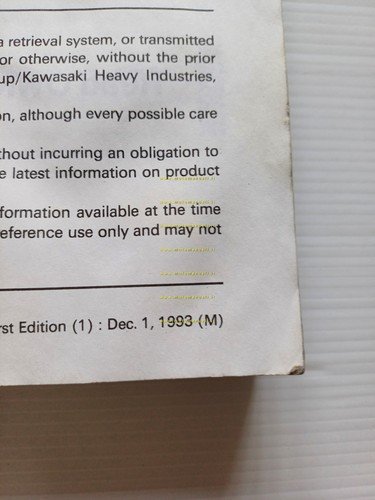 a retrieval system, or transmitted
or otherwise, without the prior
up/Kawasaki Heavy Industries,
on, although every possible care
thout incurring an obligation to
e latest information on product
formation available at the time
eference use only and may not
rst Edition (1) : Dec. 1, 1993 (M)